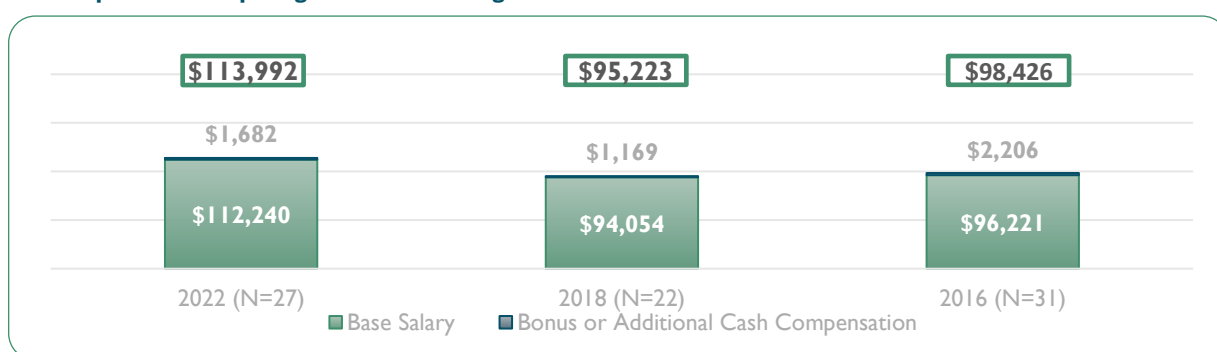 $113,992 $95,223 $98,426
$1,682 $1,169 $2,206
$112,240 $94,054 $96,221
2022 (N=27) 2018 (N=22) 2016 (N=31)
Base Salary Bonus or Additional Cash Compensation